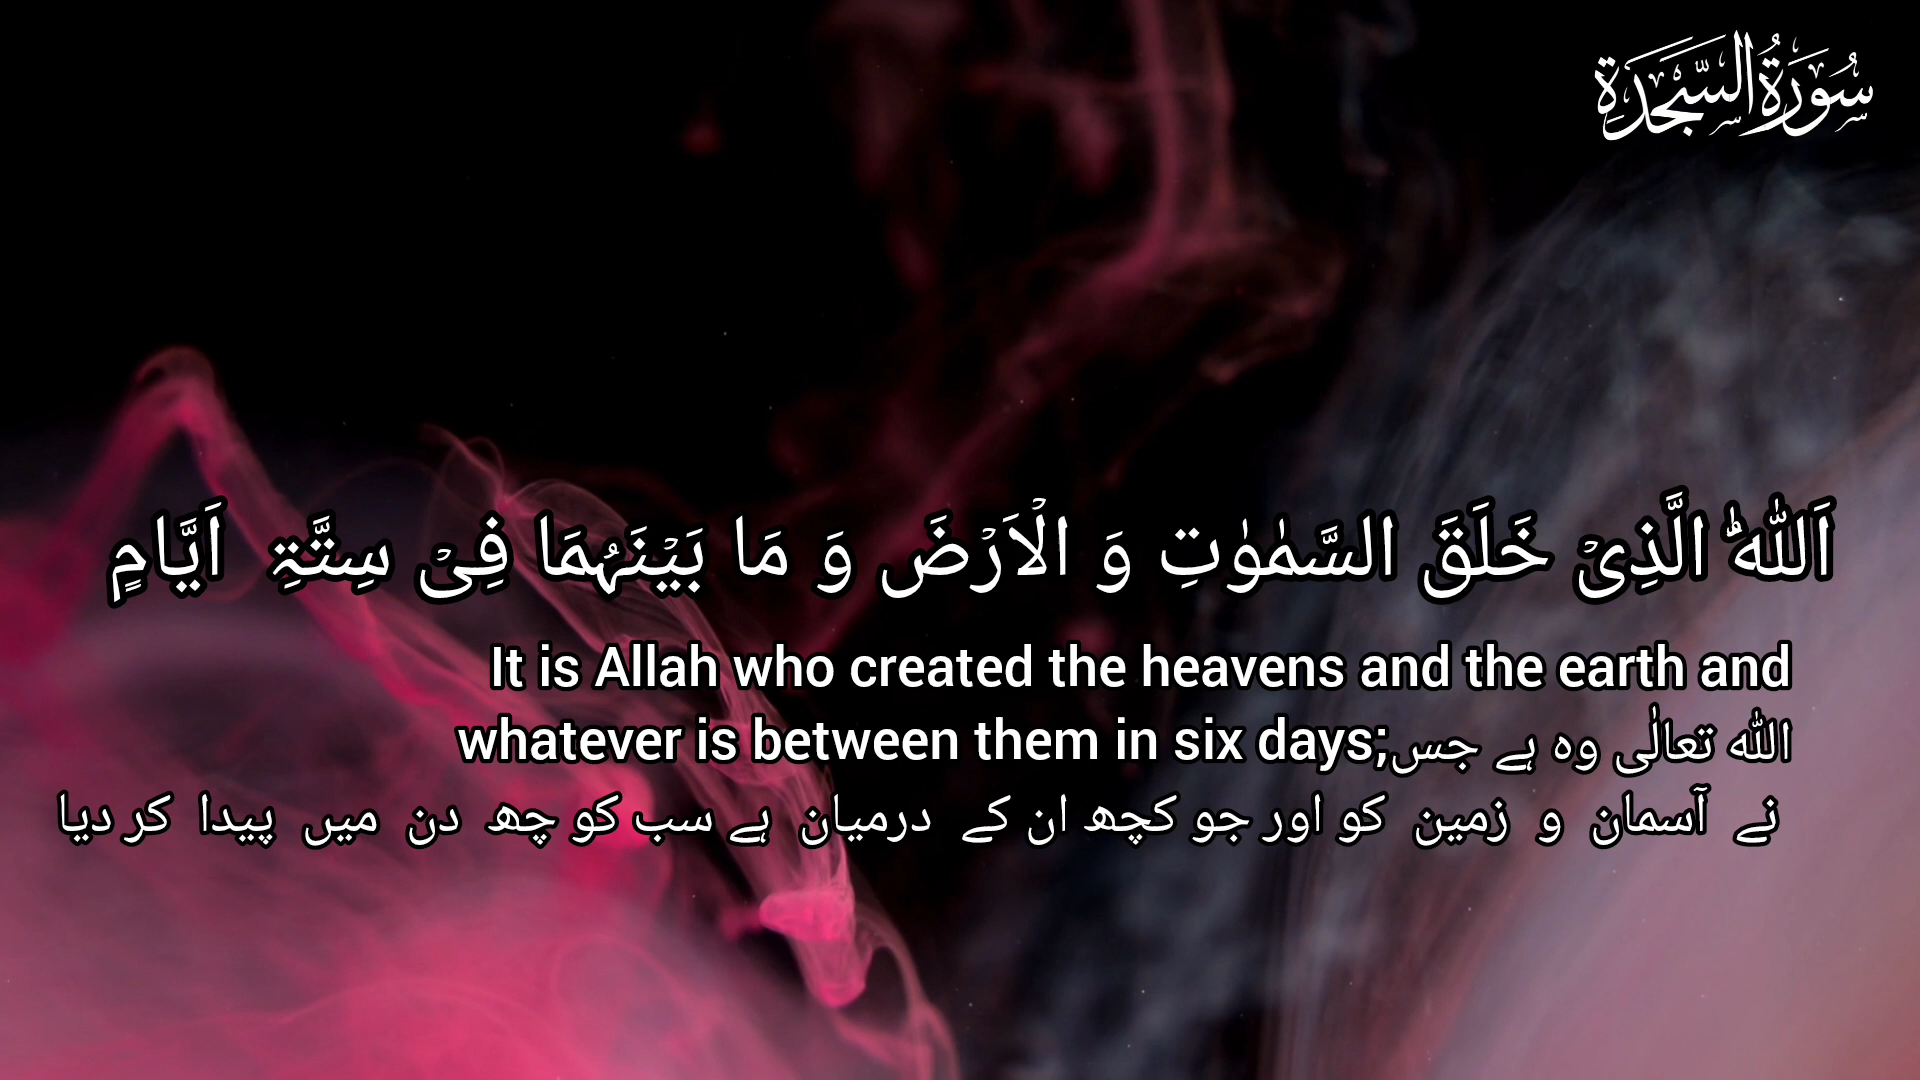 سُوۡرَةُ السَّجۡدَةِ
اَللّٰہُ الَّذِیۡ خَلَقَ السَّمٰوٰتِ وَ الۡاَرۡضَ وَ مَا بَیۡنَہُمَا فِیۡ سِتَّۃِ اَیَّامٍ
It is Allah who created the heavens and the earth and
whatever is between them in six days;اللہ تعالٰی وہ ہے جس
نے آسمان و زمین کو اور جو کچھ ان کے درمیان ہے سب کو چھ دن میں پیدا کر دیا